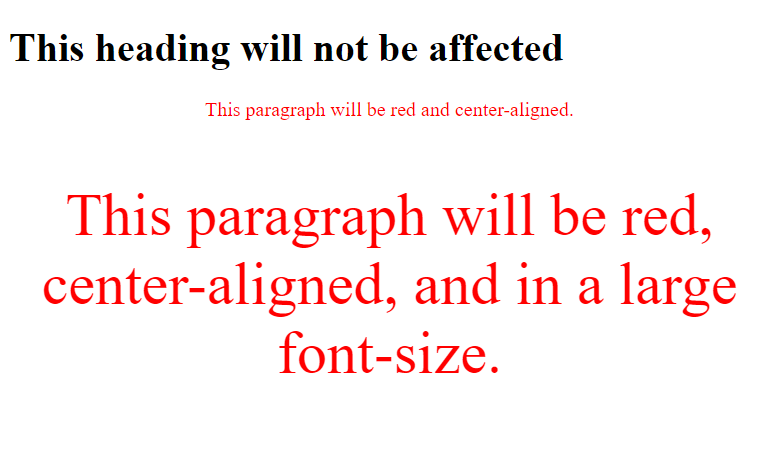 This heading will not be affected
This paragraph will be red and center-aligned.
This paragraph will be red,
center-aligned, and in a large
font-size.